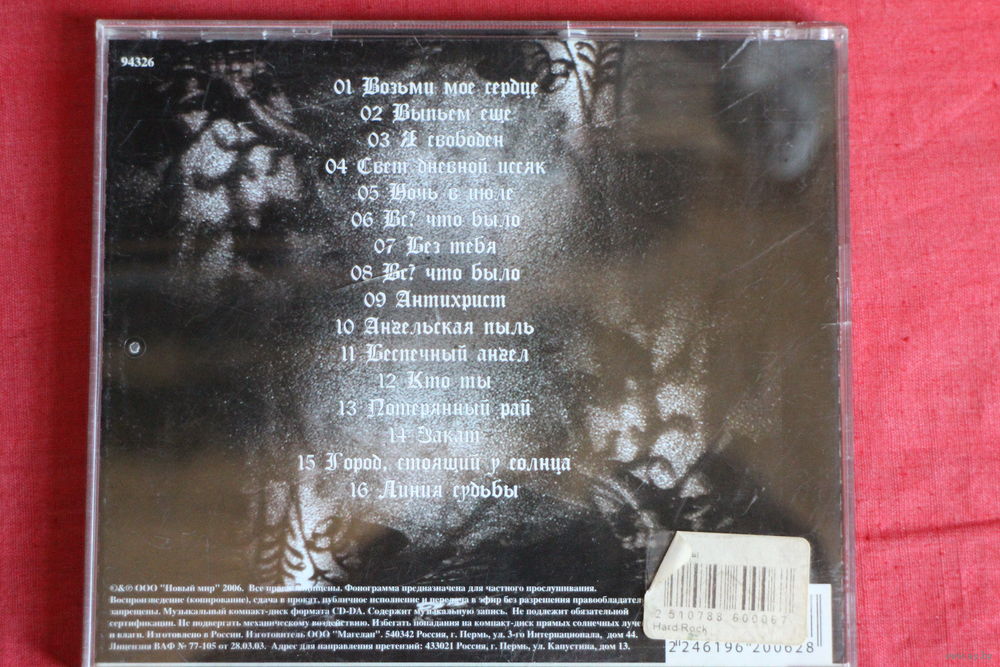 94326
01 Возьми мое сердце
02 Выпьем еще
03 Я свободен
04 Свет дневной иссяк
05 Ночь в июле
06 Вс? что было
07 Без тебя
08 Вс? что было
09 Антихрист
10 Ангельская пыль
11 Беспечный ангел
12 Кто ты
13 Потерянный рай
14 Закат
15 Город, стоящий у солнца
16 Линия судьбы
©&℗ ООО "Новый мир" 2006. Все защищены. Фонограмма предназначена для частного прослушивания.
Воспроизведение (копирование), сдача в прокат, публичное исполнение и передача в эфир без разрешения правообладател
запрещены. Музыкальный компакт-диск формата CD-DA. Содержит музыкальную запись. Не подлежит обязательной
сертификации. Не подвергать механическому воздействию. Избегать попадания на компакт-диск прямых солнечных луче
и влаги. Изготовлено в России. Изготовитель ООО "Магелан". 540342 Россия, г. Пермь, ул. 3-го Интернационала, дом 44.
Лицензия ВАФ № 77-105 от 28.03.03. Адрес для направления претензий: 433021 Россия, г. Пермь, ул. Капустина, дом 13.
2 510788 600067
Hard Rock
2 246196 200628